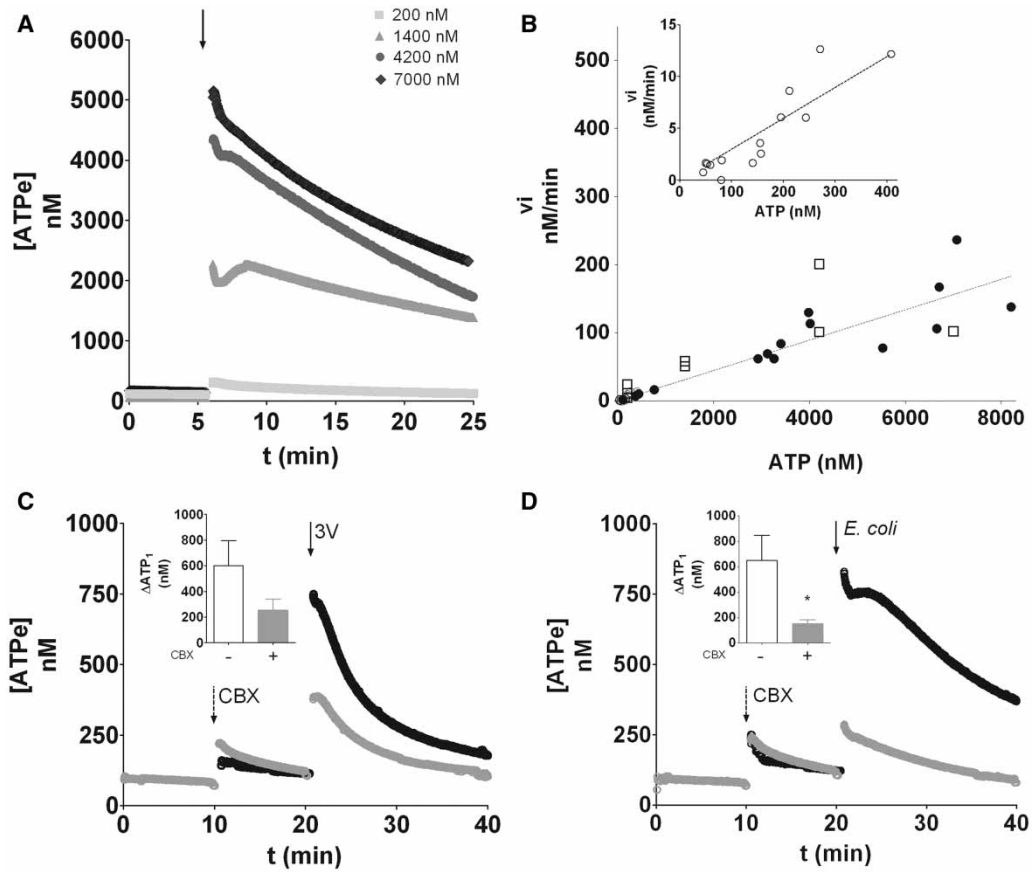 A
200 nM
1400 nM
4200 nM
7000 nM
6000
5000
4000
3000
2000
1000
0
[ATPe]
nM
0 5 10 15 20 25
t (min)
B
500
400
300
200
100
0
vi
nM/min
0 2000 4000 6000 8000
ATP (nM)
15
10
5
0
vi
(nM/min)
0 100 200 300 400
ATP (nM)
C
1000
750
500
250
0
[ATPe]
nM
0 10 20 30 40
t (min)
1000
800
600
400
200
0
ΔATP1
(nM)
CBX - +
3V
CBX
D
1000
750
500
250
0
[ATPe]
nM
0 10 20 30 40
t (min)
1000
800
600
400
200
0
ΔATP1
(nM)
*
CBX - +
E. coli
CBX